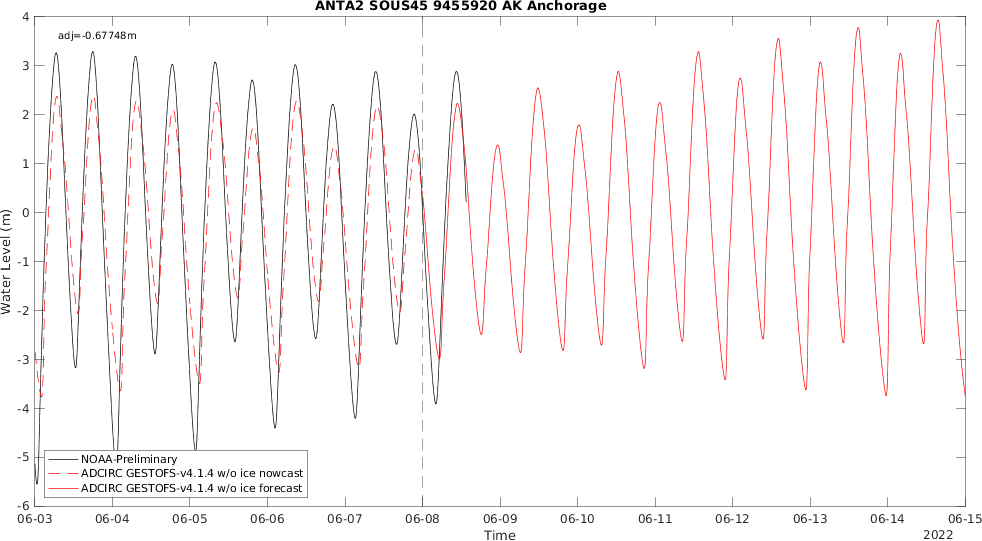 ANTA2 SOUS45 9455920 AK Anchorage
adj=-0.67748m
4
3
2
1
0
-1
-2
-3
-4
-5
-6
Water Level (m)
NOAA-Preliminary
ADCIRC GESTOFS-v4.1.4 w/o ice nowcast
ADCIRC GESTOFS-v4.1.4 w/o ice forecast
06-03 06-04 06-05 06-06 06-07 06-08 06-09 06-10 06-11 06-12 06-13 06-14 06-15
Time
2022